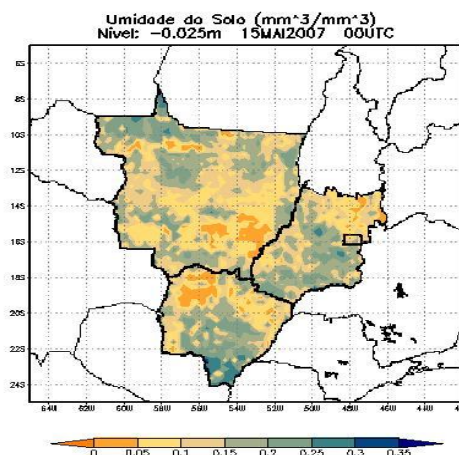 Umidade do Solo (mm^3/mm^3)
Nivel: -0.025m 15MAI2007 00UTC
6S
8S
10S
12S
14S
16S
18S
20S
22S
24S
64W 62W 60W 58W 56W 54W 52W 50W 48W 46W 44W
0 0.05 0.1 0.15 0.2 0.25 0.3 0.35